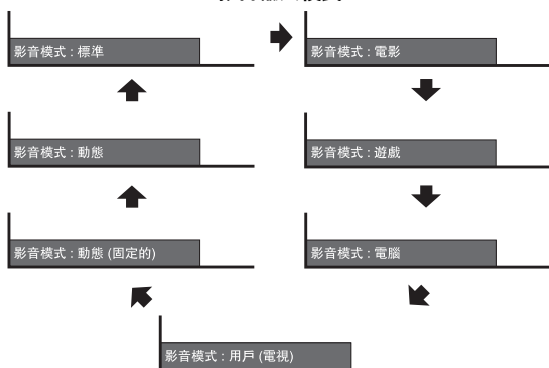 影音模式 : 標準
影音模式 : 電影
影音模式 : 動態
影音模式 : 遊戲
影音模式 : 動態 (固定的)
影音模式 : 電腦
影音模式 : 用戶 (電視)